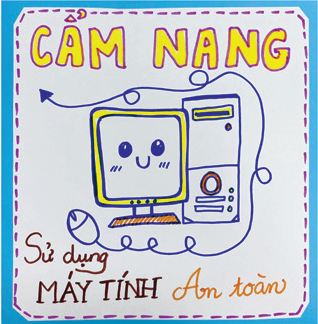 CẨM NANG
Sử dụng
MÁY TÍNH An toàn